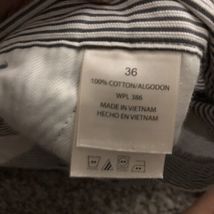 36
100% COTTON/ALGODON
WPL 386
MADE IN VIETNAM
HECHO EN VIETNAM